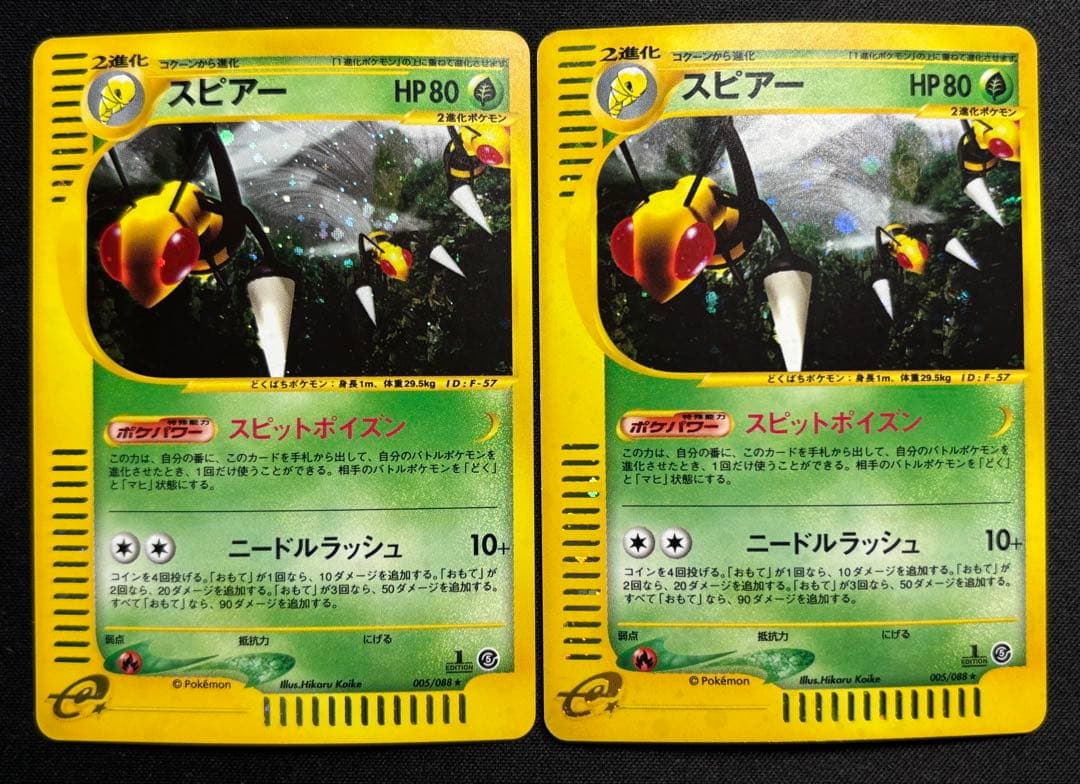 2進化
コクーンから進化
「1進化ポケモン」の上に重ねて進化させます。
スピアー
HP80
2進化ポケモン
どくばちポケモン：身長1m、体重29.5kg ID:F-57
ポケパワー
特殊能力
スピットポイズン
この力は、自分の番に、このカードを手札から出して、自分のバトルポケモンを
進化させたとき、1回だけ使うことができる。相手のバトルポケモンを「どく」
と「マヒ」状態にする。
ニードルラッシュ 10+
コインを4回投げる。「おもて」が1回なら、10ダメージを追加する。「おもて」が
2回なら、20ダメージを追加する。「おもて」が3回なら、50ダメージを追加する。
すべて「おもて」なら、90ダメージを追加する。
弱点 抵抗力 にげる
1
EDITION
5
©Pokémon Illus.Hikaru Koike 005/088★
e
2進化
コクーンから進化
「1進化ポケモン」の上に重ねて進化させます。
スピアー
HP80
2進化ポケモン
どくばちポケモン：身長1m、体重29.5kg ID:F-57
ポケパワー
特殊能力
スピットポイズン
この力は、自分の番に、このカードを手札から出して、自分のバトルポケモンを
進化させたとき、1回だけ使うことができる。相手のバトルポケモンを「どく」
と「マヒ」状態にする。
ニードルラッシュ 10+
コインを4回投げる。「おもて」が1回なら、10ダメージを追加する。「おもて」が
2回なら、20ダメージを追加する。「おもて」が3回なら、50ダメージを追加する。
すべて「おもて」なら、90ダメージを追加する。
弱点 抵抗力 にげる
1
EDITION
5
©Pokémon Illus.Hikaru Koike 005/088★
e